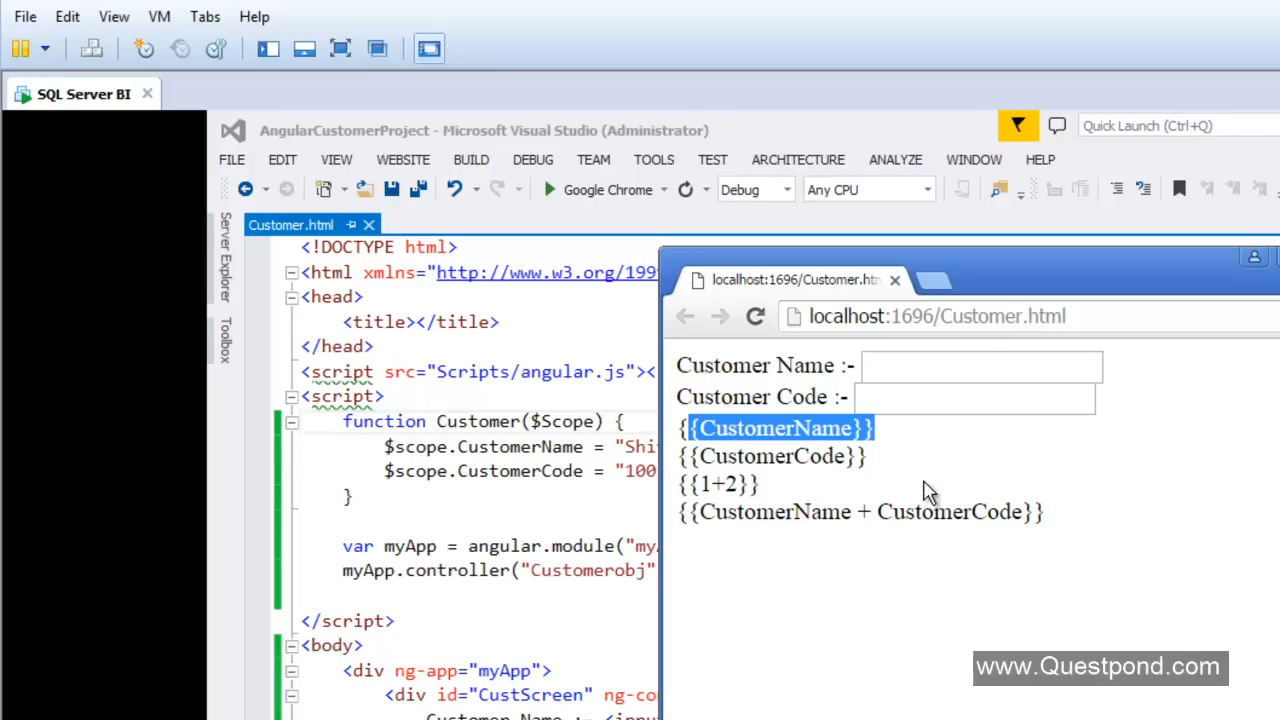 File Edit View VM Tabs Help
SQL Server BI
AngularCustomerProject - Microsoft Visual Studio (Administrator)
Quick Launch (Ctrl+Q)
FILE EDIT VIEW WEBSITE BUILD DEBUG TEAM TOOLS TEST ARCHITECTURE ANALYZE WINDOW HELP
Google Chrome Debug Any CPU
Server Explorer
Toolbox
Customer.html
<!DOCTYPE html>
<html xmlns="http://www.w3.org/199
<head>
<title></title>
</head>
<script src="Scripts/angular.js"><
<script>
function Customer($Scope) {
$scope.CustomerName = "Shi
$scope.CustomerCode = "100
}
var myApp = angular.module("my
myApp.controller("Customerobj"
</script>
<body>
<div ng-app="myApp">
<div id="CustScreen" ng-co
Customer Name :- <inpu
localhost:1696/Customer.htm
localhost:1696/Customer.html
Customer Name :-
Customer Code :-
{{CustomerName}}
{{CustomerCode}}
{{1+2}}
{{CustomerName + CustomerCode}}
www.Questpond.com